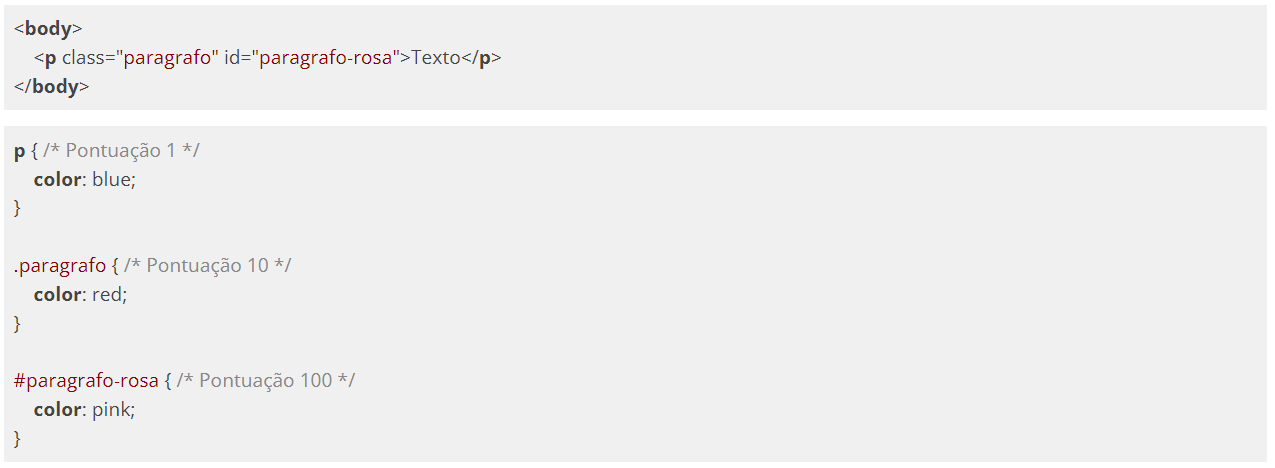 <body>
<p class="paragrafo" id="paragrafo-rosa">Texto</p>
</body>
p { /* Pontuação 1 */
color: blue;
}
.paragrafo { /* Pontuação 10 */
color: red;
}
#paragrafo-rosa { /* Pontuação 100 */
color: pink;
}